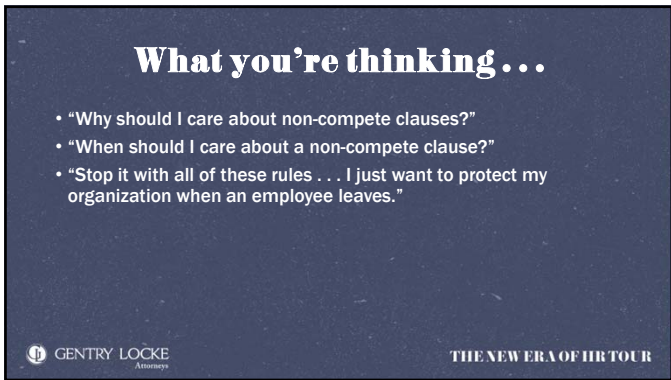 What you’re thinking . . .
• “Why should I care about non-compete clauses?”
• “When should I care about a non-compete clause?”
• “Stop it with all of these rules . . . I just want to protect my
organization when an employee leaves.”
GENTRY LOCKE
Attorneys
THE NEW ERA OF HR TOUR